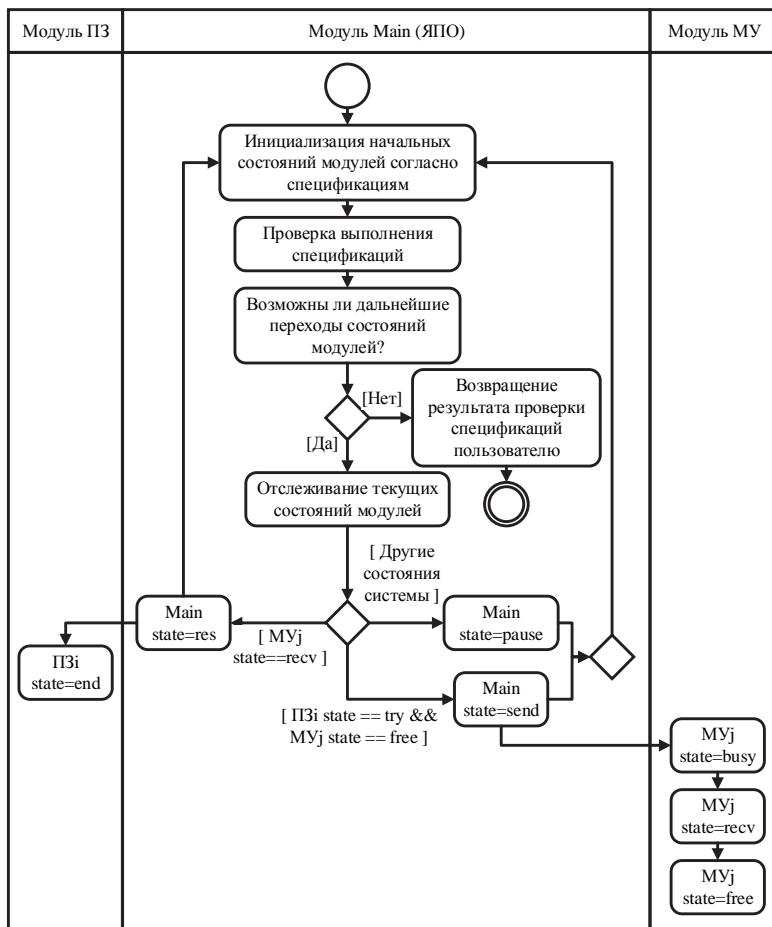 Модуль ПЗ
Модуль Main (ЯПО)
Модуль МУ
Инициализация начальных
состояний модулей согласно
спецификациям
Проверка выполнения
спецификаций
Возможны ли дальнейшие
переходы состояний
модулей?
[Нет]
Возвращение
результата проверки
спецификаций
пользователю
[Да]
Отслеживание текущих
состояний модулей
[ Другие
состояния
системы ]
Main
state=res
Main
state=pause
[ МУj
state==recv ]
ПЗi
state=end
Main
state=send
[ ПЗi state == try &&
МУj state == free ]
МУj
state=busy
МУj
state=recv
МУj
state=free